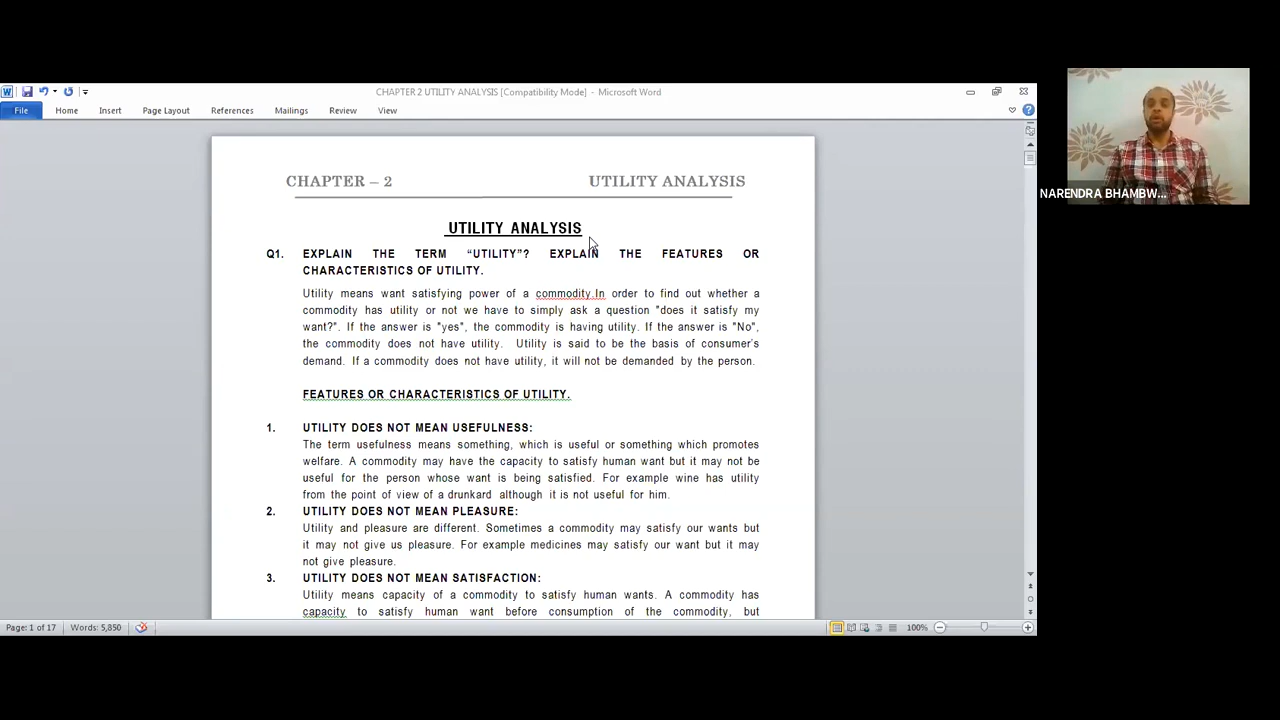 CHAPTER 2 UTILITY ANALYSIS [Compatibility Mode] - Microsoft Word
File Home Insert Page Layout References Mailings Review View
CHAPTER – 2 UTILITY ANALYSIS
UTILITY ANALYSIS
Q1. EXPLAIN THE TERM “UTILITY”? EXPLAIN THE FEATURES OR
CHARACTERISTICS OF UTILITY.
Utility means want satisfying power of a commodity.In order to find out whether a
commodity has utility or not we have to simply ask a question "does it satisfy my
want?". If the answer is "yes", the commodity is having utility. If the answer is "No",
the commodity does not have utility. Utility is said to be the basis of consumer's
demand. If a commodity does not have utility, it will not be demanded by the person.
FEATURES OR CHARACTERISTICS OF UTILITY.
1. UTILITY DOES NOT MEAN USEFULNESS:
The term usefulness means something, which is useful or something which promotes
welfare. A commodity may have the capacity to satisfy human want but it may not be
useful for the person whose want is being satisfied. For example wine has utility
from the point of view of a drunkard although it is not useful for him.
2. UTILITY DOES NOT MEAN PLEASURE:
Utility and pleasure are different. Sometimes a commodity may satisfy our wants but
it may not give us pleasure. For example medicines may satisfy our want but it may
not give pleasure.
3. UTILITY DOES NOT MEAN SATISFACTION:
Utility means capacity of a commodity to satisfy human wants. A commodity has
capacity to satisfy human want before consumption of the commodity, but
Page: 1 of 17 Words: 5,850 100%
NARENDRA BHAMBW...